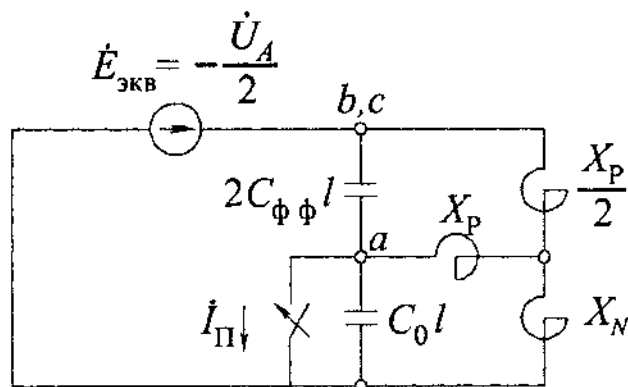 Ė_экв = −U̇_A/2
b,c
2C_фф l
X_P
X_P/2
a
İ_П↓
C_0 l
X_N